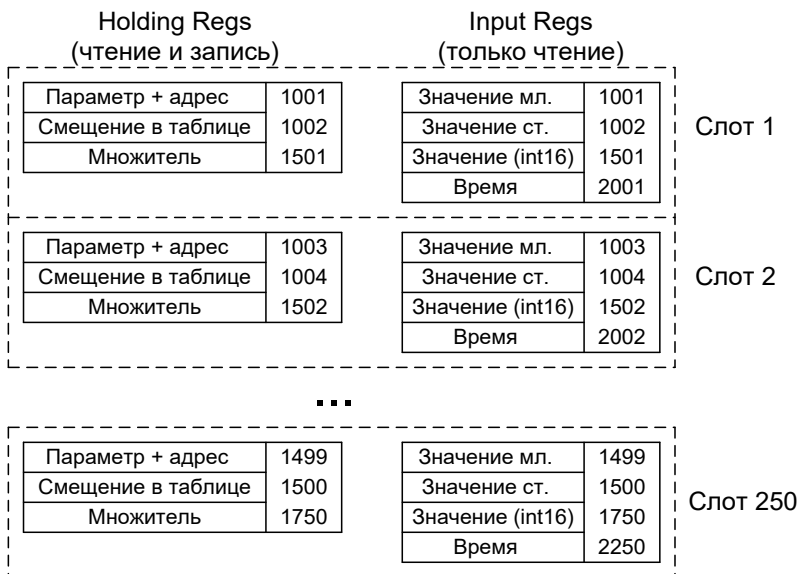 Holding Regs
(чтение и запись)
Input Regs
(только чтение)
Параметр + адрес 1001
Смещение в таблице 1002
Множитель 1501
Значение мл. 1001
Значение ст. 1002
Значение (int16) 1501
Время 2001
Слот 1
Параметр + адрес 1003
Смещение в таблице 1004
Множитель 1502
Значение мл. 1003
Значение ст. 1004
Значение (int16) 1502
Время 2002
Слот 2
...
Параметр + адрес 1499
Смещение в таблице 1500
Множитель 1750
Значение мл. 1499
Значение ст. 1500
Значение (int16) 1750
Время 2250
Слот 250